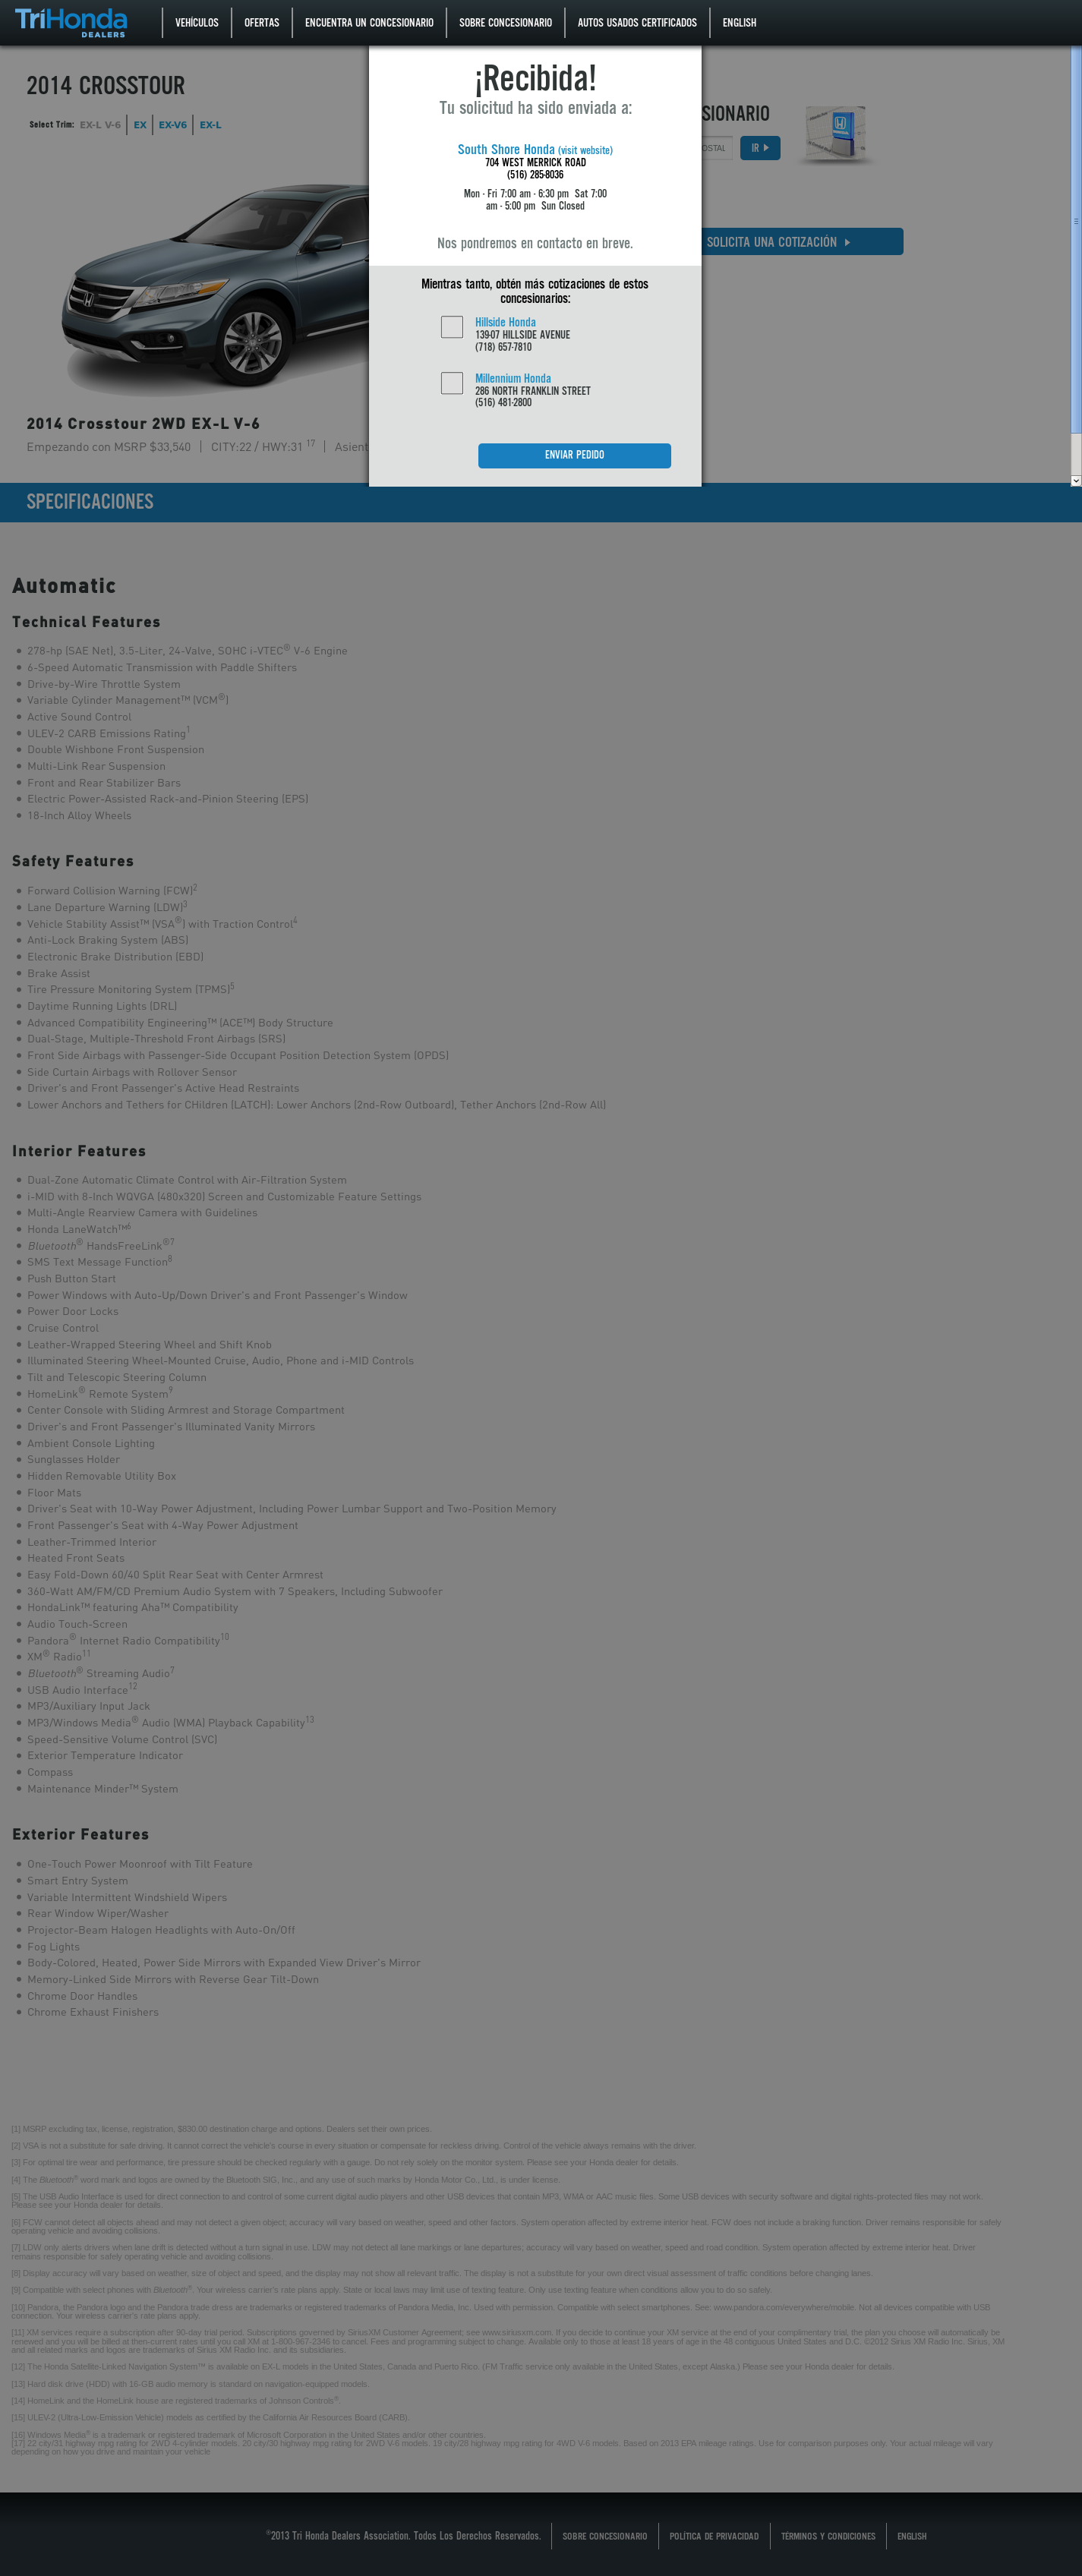 TriHonda
DEALERS
VEHÍCULOS
OFERTAS
ENCUENTRA UN CONCESIONARIO
SOBRE CONCESIONARIO
AUTOS USADOS CERTIFICADOS
ENGLISH
2014 CROSSTOUR
Select Trim: EX-L V-6 EX EX-V6 EX-L
¡Recibida!
Tu solicitud ha sido enviada a:
South Shore Honda (visit website)
704 WEST MERRICK ROAD
(516) 285-8036
Mon - Fri 7:00 am - 6:30 pm Sat 7:00
am - 5:00 pm Sun Closed
Nos pondremos en contacto en breve.
Mientras tanto, obtén más cotizaciones de estos
concesionarios:
Hillside Honda
139-07 HILLSIDE AVENUE
(718) 657-7810
Millennium Honda
286 NORTH FRANKLIN STREET
(516) 481-2800
ENVIAR PEDIDO
SIONARIO
OSTAL
IR
SOLICITA UNA COTIZACIÓN
2014 Crosstour 2WD EX-L V-6
Empezando con MSRP $33,540 | CITY:22 / HWY:31 17 | Asient
SPECIFICACIONES
Automatic
Technical Features
278-hp (SAE Net), 3.5-Liter, 24-Valve, SOHC i-VTEC® V-6 Engine
6-Speed Automatic Transmission with Paddle Shifters
Drive-by-Wire Throttle System
Variable Cylinder Management™ (VCM®)
Active Sound Control
ULEV-2 CARB Emissions Rating1
Double Wishbone Front Suspension
Multi-Link Rear Suspension
Front and Rear Stabilizer Bars
Electric Power-Assisted Rack-and-Pinion Steering (EPS)
18-Inch Alloy Wheels
Safety Features
Forward Collision Warning (FCW)2
Lane Departure Warning (LDW)3
Vehicle Stability Assist™ (VSA®) with Traction Control4
Anti-Lock Braking System (ABS)
Electronic Brake Distribution (EBD)
Brake Assist
Tire Pressure Monitoring System (TPMS)5
Daytime Running Lights (DRL)
Advanced Compatibility Engineering™ (ACE™) Body Structure
Dual-Stage, Multiple-Threshold Front Airbags (SRS)
Front Side Airbags with Passenger-Side Occupant Position Detection System (OPDS)
Side Curtain Airbags with Rollover Sensor
Driver's and Front Passenger's Active Head Restraints
Lower Anchors and Tethers for CHildren (LATCH): Lower Anchors (2nd-Row Outboard), Tether Anchors (2nd-Row All)
Interior Features
Dual-Zone Automatic Climate Control with Air-Filtration System
i-MID with 8-Inch WQVGA (480x320) Screen and Customizable Feature Settings
Multi-Angle Rearview Camera with Guidelines
Honda LaneWatch™6
Bluetooth® HandsFreeLink®7
SMS Text Message Function8
Push Button Start
Power Windows with Auto-Up/Down Driver's and Front Passenger's Window
Power Door Locks
Cruise Control
Leather-Wrapped Steering Wheel and Shift Knob
Illuminated Steering Wheel-Mounted Cruise, Audio, Phone and i-MID Controls
Tilt and Telescopic Steering Column
HomeLink® Remote System9
Center Console with Sliding Armrest and Storage Compartment
Driver's and Front Passenger's Illuminated Vanity Mirrors
Ambient Console Lighting
Sunglasses Holder
Hidden Removable Utility Box
Floor Mats
Driver's Seat with 10-Way Power Adjustment, Including Power Lumbar Support and Two-Position Memory
Front Passenger's Seat with 4-Way Power Adjustment
Leather-Trimmed Interior
Heated Front Seats
Easy Fold-Down 60/40 Split Rear Seat with Center Armrest
360-Watt AM/FM/CD Premium Audio System with 7 Speakers, Including Subwoofer
HondaLink™ featuring Aha™ Compatibility
Audio Touch-Screen
Pandora® Internet Radio Compatibility10
XM® Radio11
Bluetooth® Streaming Audio7
USB Audio Interface12
MP3/Auxiliary Input Jack
MP3/Windows Media® Audio (WMA) Playback Capability13
Speed-Sensitive Volume Control (SVC)
Exterior Temperature Indicator
Compass
Maintenance Minder™ System
Exterior Features
One-Touch Power Moonroof with Tilt Feature
Smart Entry System
Variable Intermittent Windshield Wipers
Rear Window Wiper/Washer
Projector-Beam Halogen Headlights with Auto-On/Off
Fog Lights
Body-Colored, Heated, Power Side Mirrors with Expanded View Driver's Mirror
Memory-Linked Side Mirrors with Reverse Gear Tilt-Down
Chrome Door Handles
Chrome Exhaust Finishers
[1] MSRP excluding tax, license, registration, $830.00 destination charge and options. Dealers set their own prices.
[2] VSA is not a substitute for safe driving. It cannot correct the vehicle's course in every situation or compensate for reckless driving. Control of the vehicle always remains with the driver.
[3] For optimal tire wear and performance, tire pressure should be checked regularly with a gauge. Do not rely solely on the monitor system. Please see your Honda dealer for details.
[4] The Bluetooth® word mark and logos are owned by the Bluetooth SIG, Inc., and any use of such marks by Honda Motor Co., Ltd., is under license.
[5] The USB Audio Interface is used for direct connection to and control of some current digital audio players and other USB devices that contain MP3, WMA or AAC music files. Some USB devices with security software and digital rights-protected files may not work.
Please see your Honda dealer for details.
[6] FCW cannot detect all objects ahead and may not detect a given object; accuracy will vary based on weather, speed and other factors. System operation affected by extreme interior heat. FCW does not include a braking function. Driver remains responsible for safely
operating vehicle and avoiding collisions.
[7] LDW only alerts drivers when lane drift is detected without a turn signal in use. LDW may not detect all lane markings or lane departures; accuracy will vary based on weather, speed and road condition. System operation affected by extreme interior heat. Driver
remains responsible for safely operating vehicle and avoiding collisions.
[8] Display accuracy will vary based on weather, size of object and speed, and the display may not show all relevant traffic. The display is not a substitute for your own direct visual assessment of traffic conditions before changing lanes.
[9] Compatible with select phones with Bluetooth®. Your wireless carrier's rate plans apply. State or local laws may limit use of texting feature. Only use texting feature when conditions allow you to do so safely.
[10] Pandora, the Pandora logo and the Pandora trade dress are trademarks or registered trademarks of Pandora Media, Inc. Used with permission. Compatible with select smartphones. See: www.pandora.com/everywhere/mobile. Not all devices compatible with USB
connection. Your wireless carrier's rate plans apply.
[11] XM services require a subscription after 90-day trial period. Subscriptions governed by SiriusXM Customer Agreement; see www.siriusxm.com. If you decide to continue your XM service at the end of your complimentary trial, the plan you choose will automatically be
renewed and you will be billed at then-current rates until you call XM at 1-800-967-2346 to cancel. Fees and programming subject to change. Available only to those at least 18 years of age in the 48 contiguous United States and D.C. ©2012 Sirius XM Radio Inc. Sirius, XM
and all related marks and logos are trademarks of Sirius XM Radio Inc. and its subsidiaries.
[12] The Honda Satellite-Linked Navigation System™ is available on EX-L models in the United States, Canada and Puerto Rico. (FM Traffic service only available in the United States, except Alaska.) Please see your Honda dealer for details.
[13] Hard disk drive (HDD) with 16-GB audio memory is standard on navigation-equipped models.
[14] HomeLink and the HomeLink house are registered trademarks of Johnson Controls®.
[15] ULEV-2 (Ultra-Low-Emission Vehicle) models as certified by the California Air Resources Board (CARB).
[16] Windows Media® is a trademark or registered trademark of Microsoft Corporation in the United States and/or other countries.
[17] 22 city/31 highway mpg rating for 2WD 4-cylinder models. 20 city/30 highway mpg rating for 2WD V-6 models. 19 city/28 highway mpg rating for 4WD V-6 models. Based on 2013 EPA mileage ratings. Use for comparison purposes only. Your actual mileage will vary
depending on how you drive and maintain your vehicle
©2013 Tri Honda Dealers Association. Todos Los Derechos Reservados.
SOBRE CONCESIONARIO
POLÍTICA DE PRIVACIDAD
TÉRMINOS Y CONDICIONES
ENGLISH